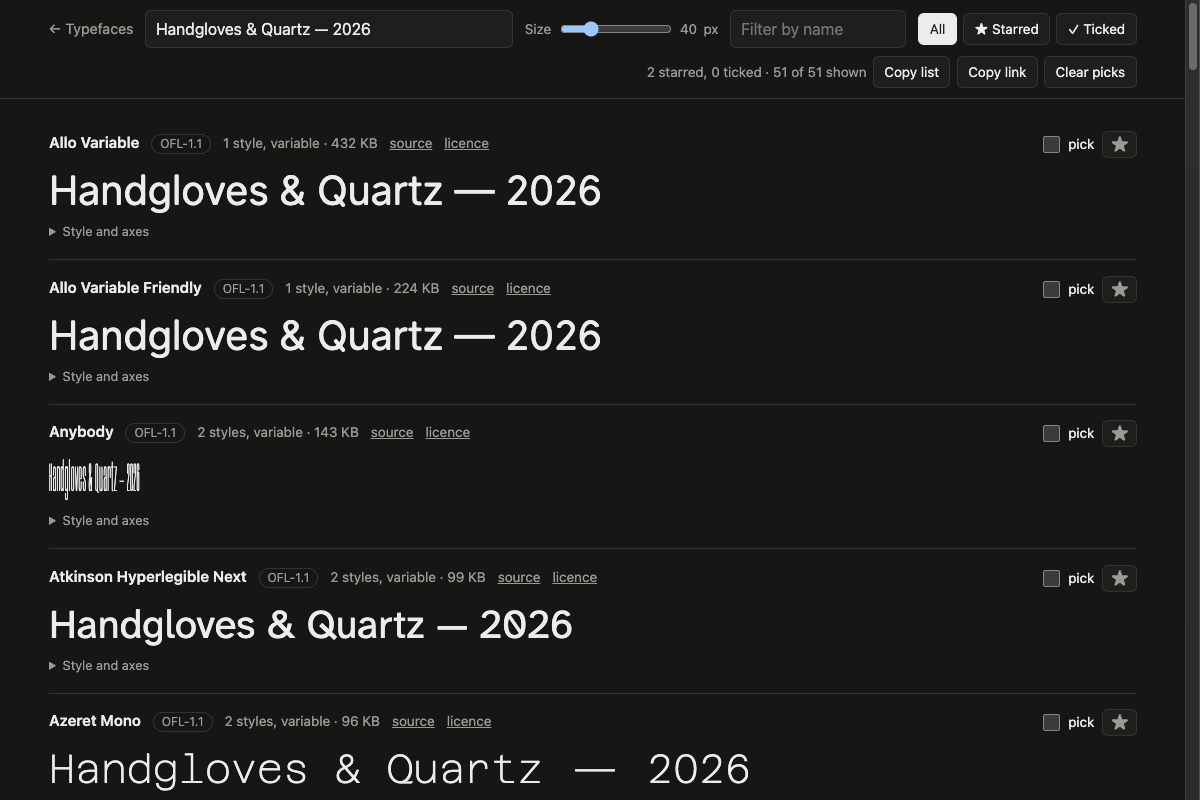 ← Typefaces Handgloves & Quartz — 2026 Size 40 px Filter by name All ★ Starred ✓ Ticked
2 starred, 0 ticked · 51 of 51 shown Copy list Copy link Clear picks
Allo Variable OFL-1.1 1 style, variable · 432 KB source licence pick ★
Handgloves & Quartz — 2026
▶ Style and axes
Allo Variable Friendly OFL-1.1 1 style, variable · 224 KB source licence pick ★
Handgloves & Quartz — 2026
▶ Style and axes
Anybody OFL-1.1 2 styles, variable · 143 KB source licence pick ★
Handgloves & Quartz — 2026
▶ Style and axes
Atkinson Hyperlegible Next OFL-1.1 2 styles, variable · 99 KB source licence pick ★
Handgloves & Quartz — 2026
▶ Style and axes
Azeret Mono OFL-1.1 2 styles, variable · 96 KB source licence pick ★
Handgloves & Quartz — 2026